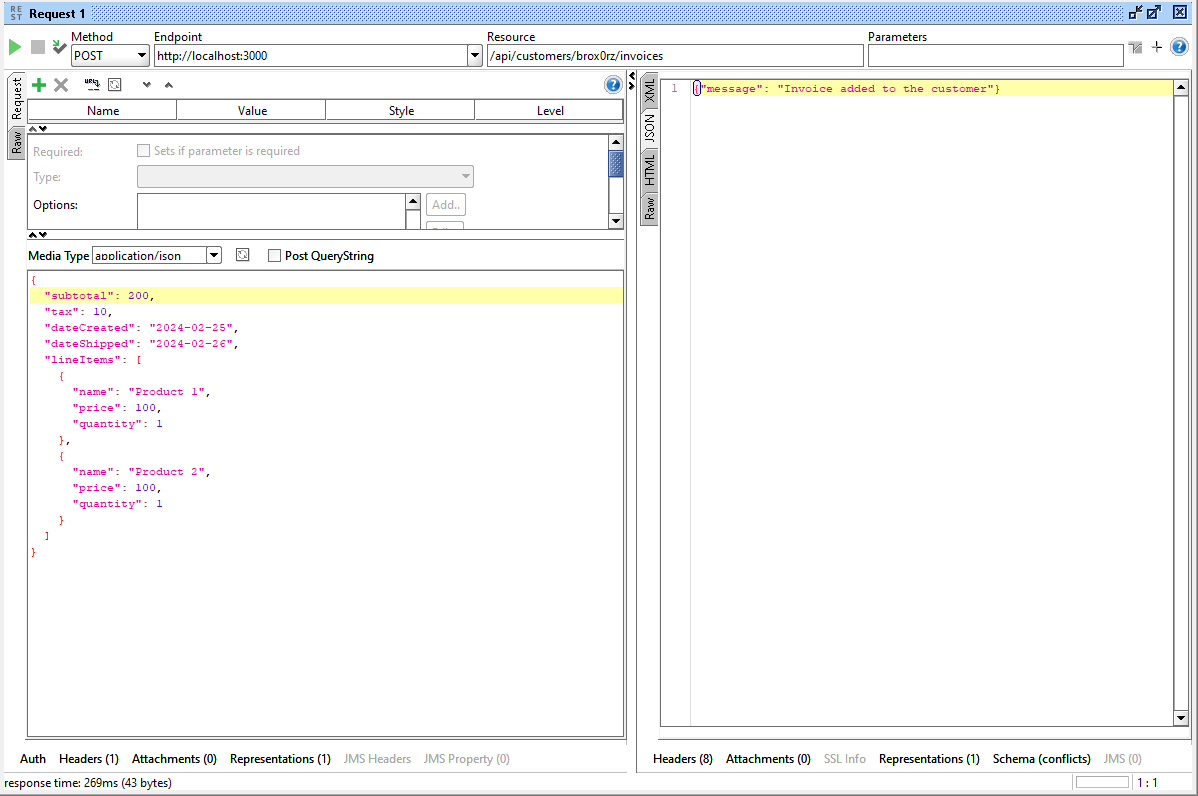 RE ST Request 1
Method Endpoint Resource Parameters
POST http://localhost:3000 /api/customers/brox0rz/invoices
Request
Raw
Name Value Style Level
Required: Sets if parameter is required
Type:
Options: Add..
Media Type application/json Post QueryString
{
"subtotal": 200,
"tax": 10,
"dateCreated": "2024-02-25",
"dateShipped": "2024-02-26",
"lineItems": [
{
"name": "Product 1",
"price": 100,
"quantity": 1
},
{
"name": "Product 2",
"price": 100,
"quantity": 1
}
]
}
XML
JSON
HTML
Raw
1 {"message": "Invoice added to the customer"}
Auth Headers (1) Attachments (0) Representations (1) JMS Headers JMS Property (0)
Headers (8) Attachments (0) SSL Info Representations (1) Schema (conflicts) JMS (0)
response time: 269ms (43 bytes) 1 : 1